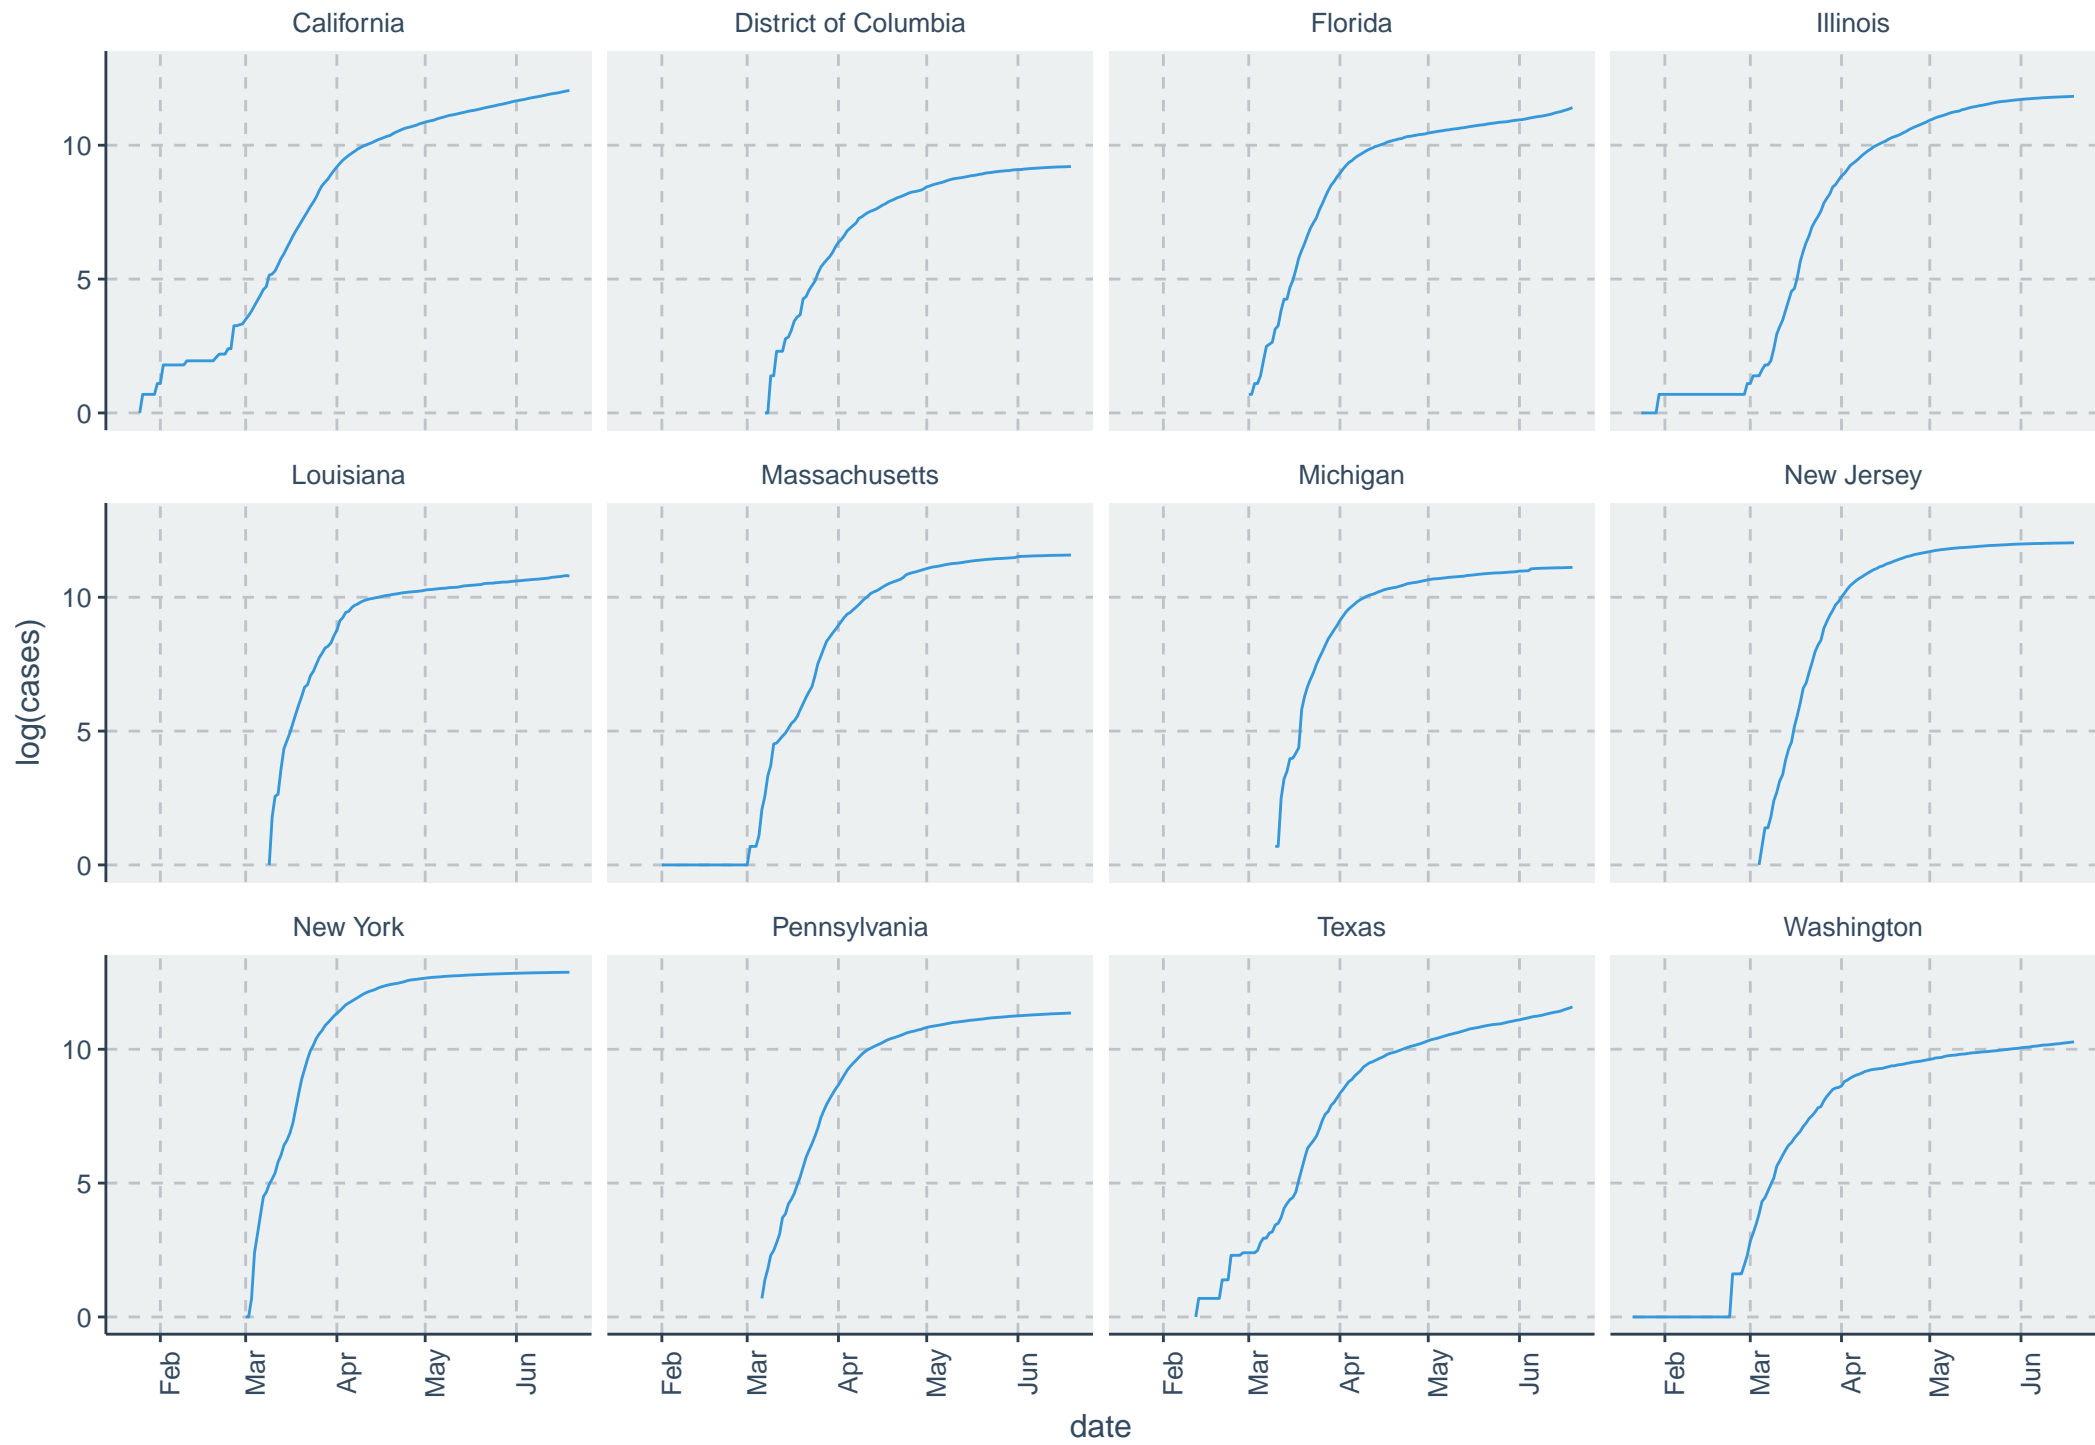 California District of Columbia Florida Illinois
10
5
0
Louisiana Massachusetts Michigan New Jersey
10
5
0
log(cases)
New York Pennsylvania Texas Washington
10
5
0
Feb Mar Apr May Jun Feb Mar Apr May Jun Feb Mar Apr May Jun Feb Mar Apr May Jun
date